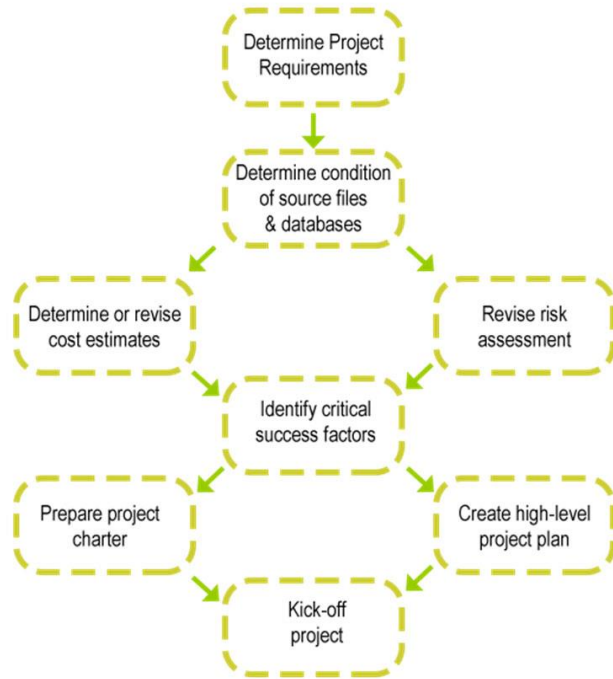 Determine Project
Requirements
Determine condition
of source files
& databases
Determine or revise
cost estimates
Revise risk
assessment
Identify critical
success factors
Prepare project
charter
Create high-level
project plan
Kick-off
project